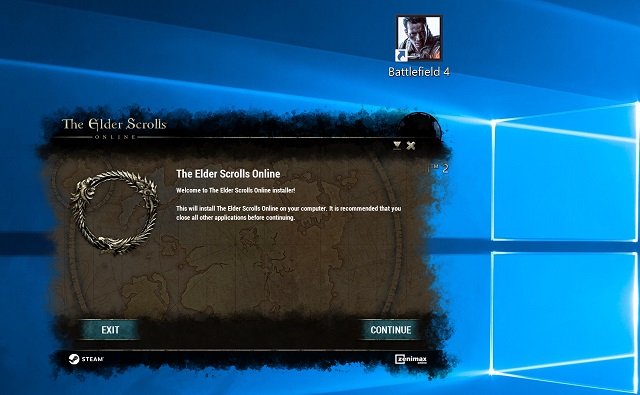 Battlefield 4
The Elder Scrolls
ONLINE
2
The Elder Scrolls Online
Welcome to The Elder Scrolls Online installer!
This will install The Elder Scrolls Online on your computer. It is recommended that you
close all other applications before continuing.
EXIT
CONTINUE
STEAM
zenimax